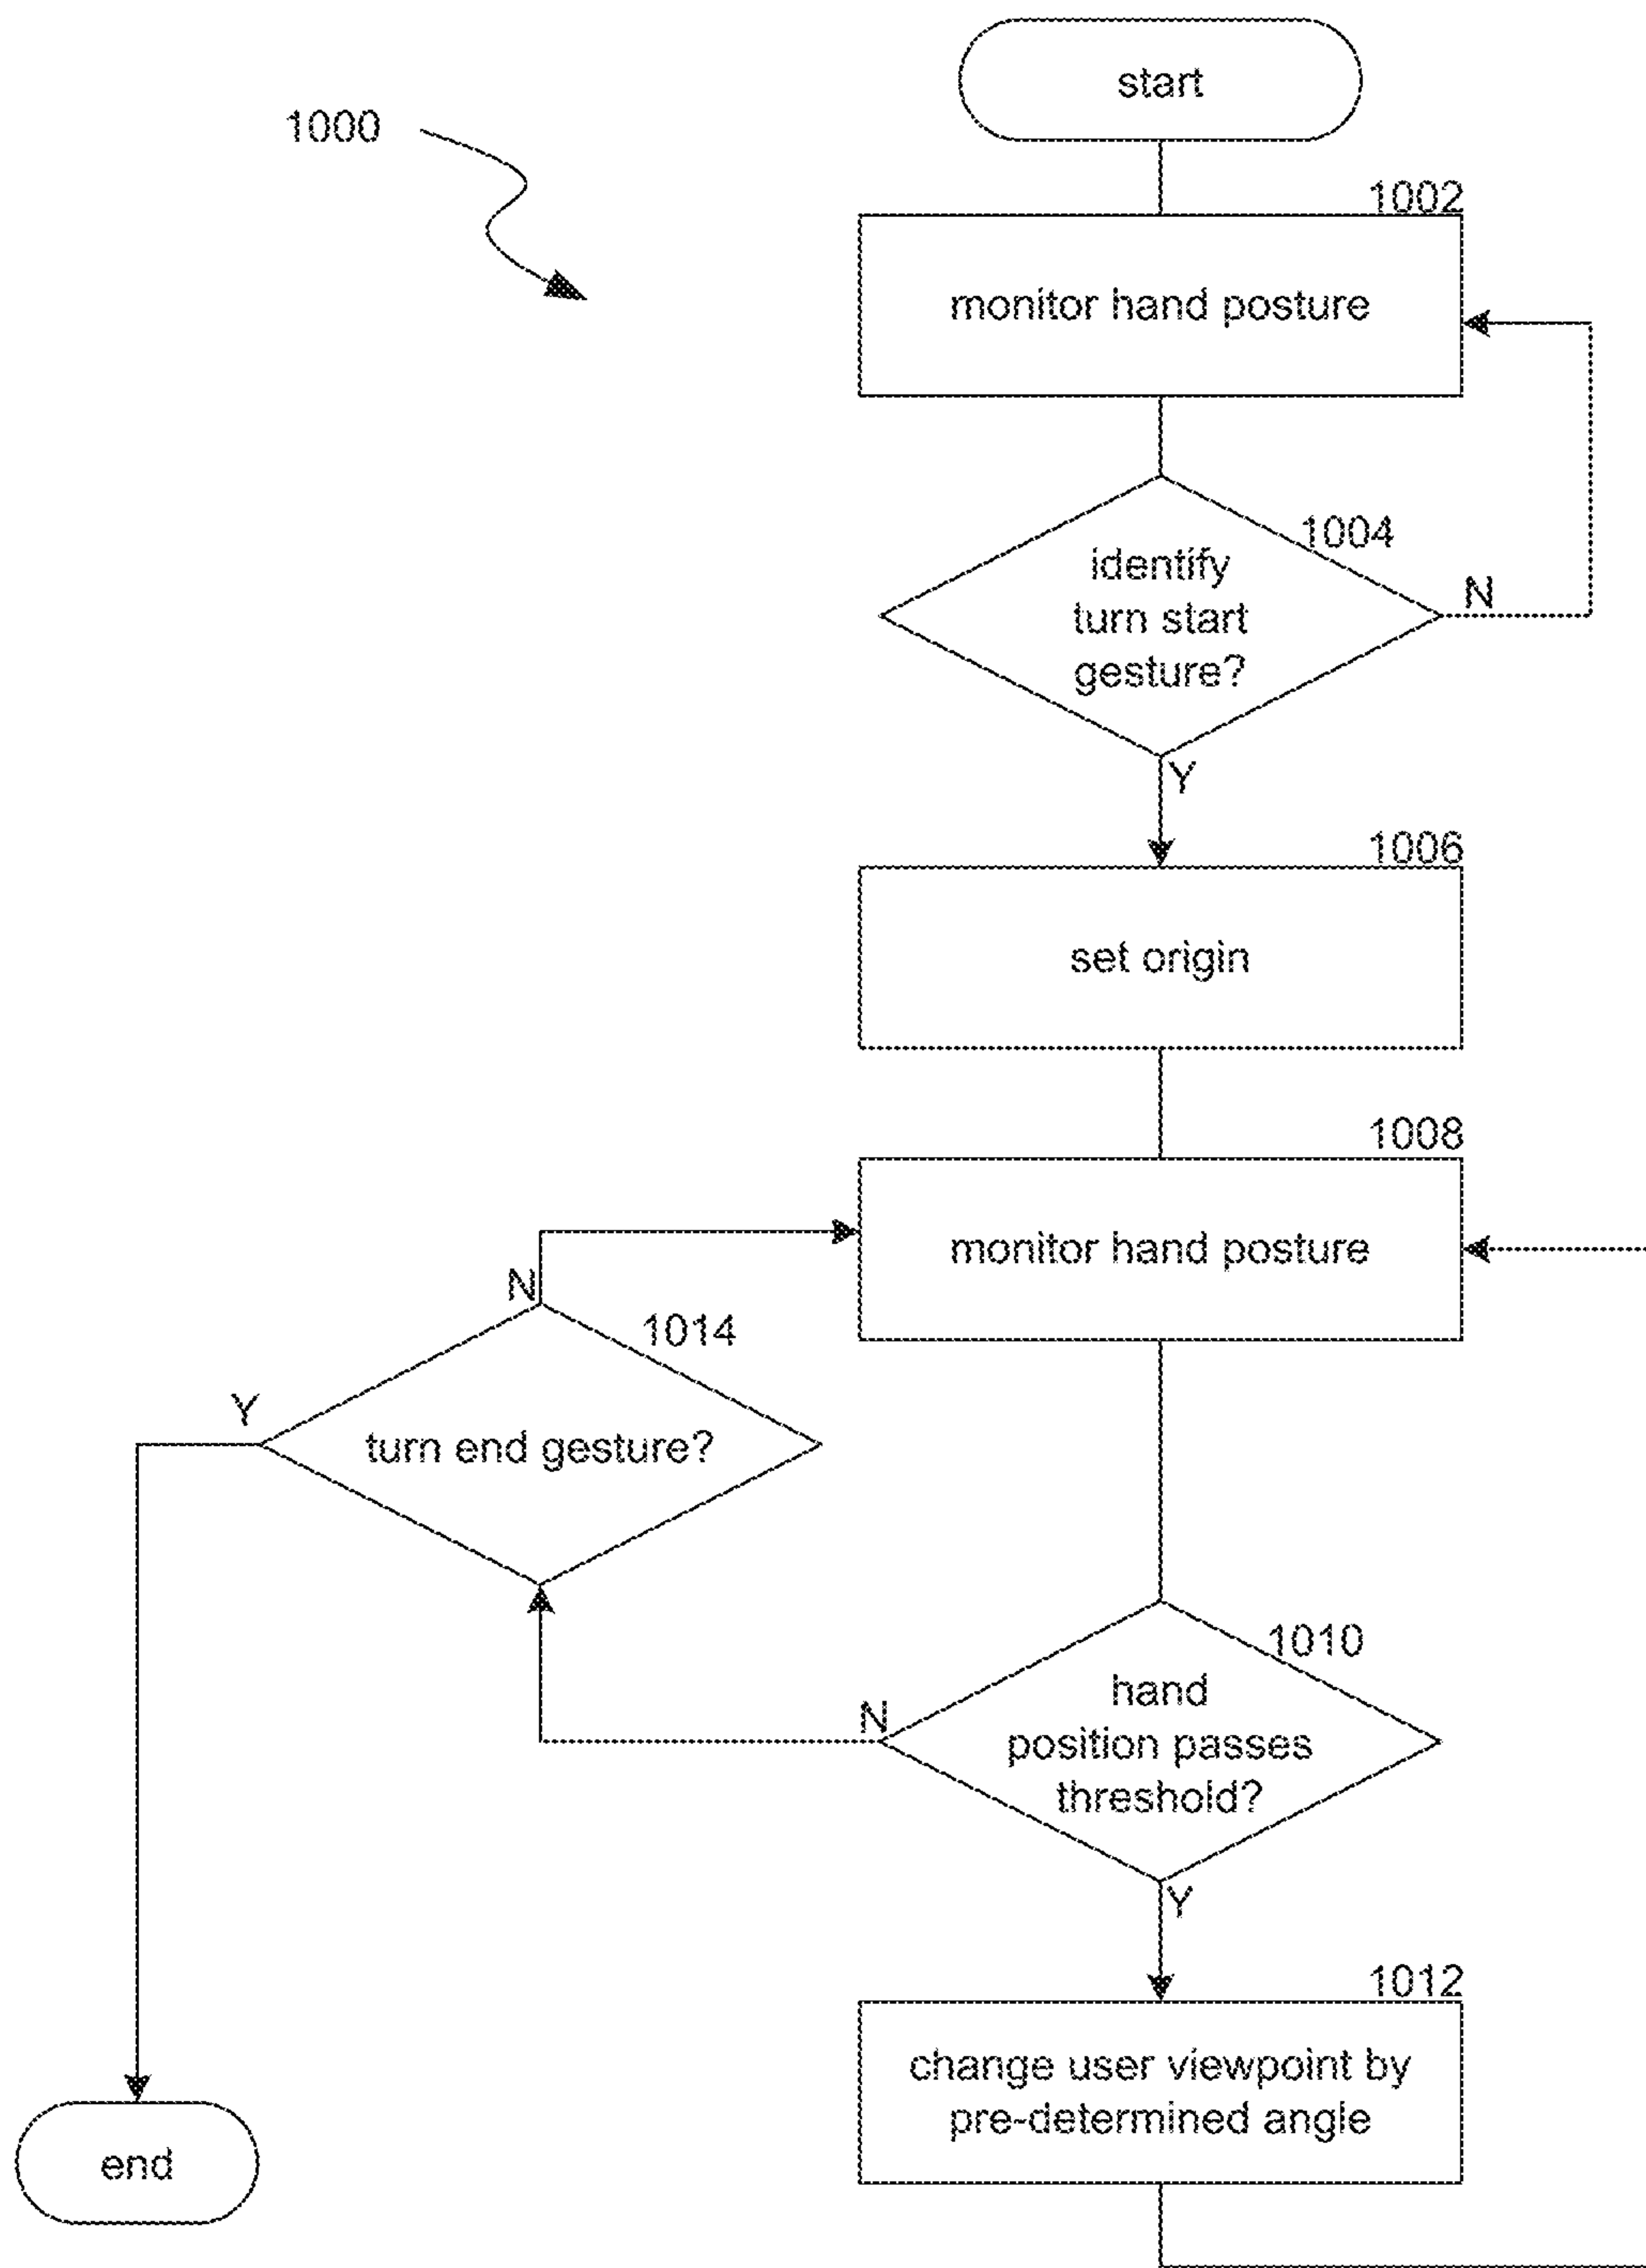 start
1000
1002
monitor hand posture
1004
identify
turn start
gesture?
N
Y
1006
set origin
1008
monitor hand posture
N
1014
Y
turn end gesture?
1010
hand
position passes
threshold?
N
Y
1012
change user viewpoint by
pre-determined angle
end